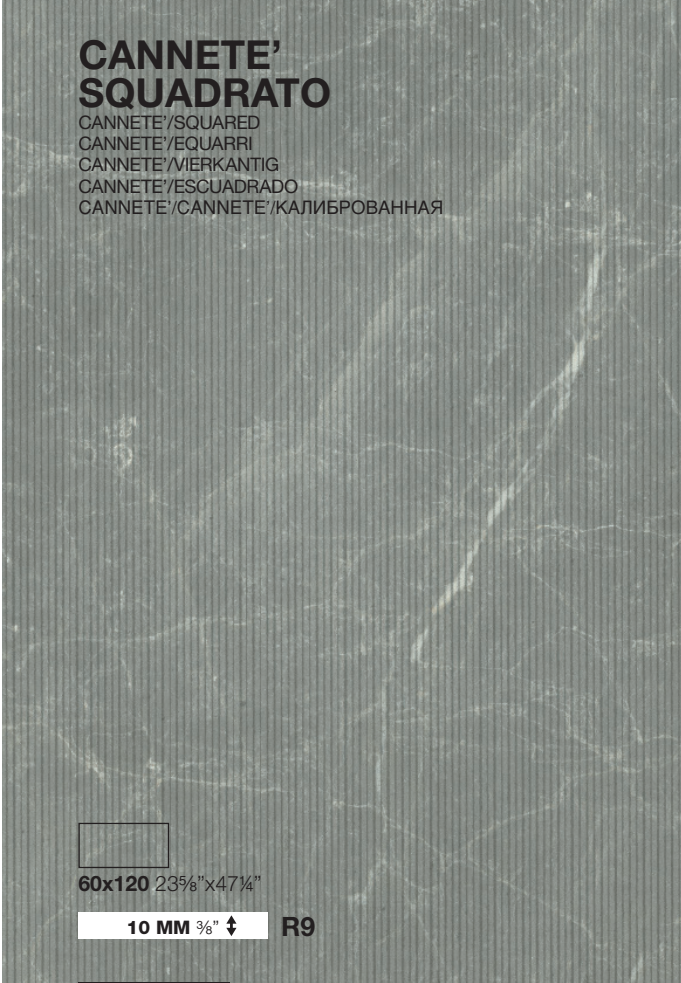 CANNETE’
SQUADRATO
CANNETE’/SQUARED
CANNETE’/EQUARRI
CANNETE’/VIERKANTIG
CANNETE’/ESCUADRADO
CANNETE’/CANNETE’/КАЛИБРОВАННАЯ
60x120 23⅝”x47¼”
10 MM ⅜” R9